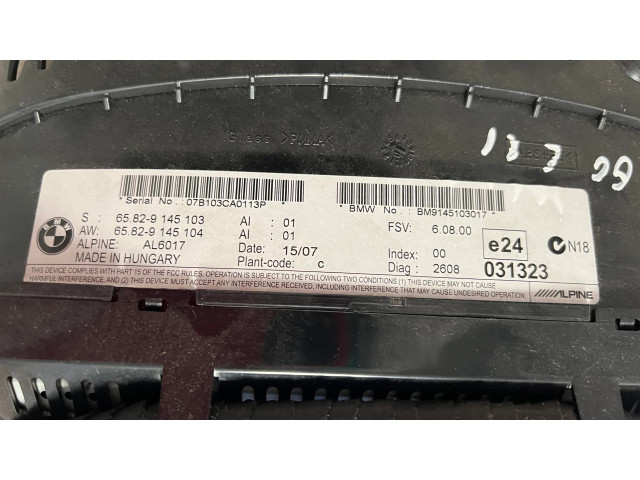 Glass >PMMA<
* Serial No : 07B103CA0113P *
* BMW No : BM9145103017 *
S : 65.82-9 145 103 AI : 01 FSV: 6.08.00
AW: 65.82-9 145 104 AI : 01
ALPINE: AL6017 Date: 15/07 Index: 00
MADE IN HUNGARY Plant-code: c Diag : 2608
e24
031323
N18
BMW
THIS DEVICE COMPLIES WITH PART 15 OF THE FCC RULES. OPERATION IS SUBJECT TO THE FOLLOWING TWO CONDITIONS (1) THIS DEVICE MAY NOT CAUSE
HARMFUL INTERFERENCE, AND (2) THIS DEVICE MUST ACCEPT ANY INTERFERENCE RECEIVED, INCLUDING INTERFERENCE THAT MAY CAUSE UNDESIRED OPERATION.
ALPINE